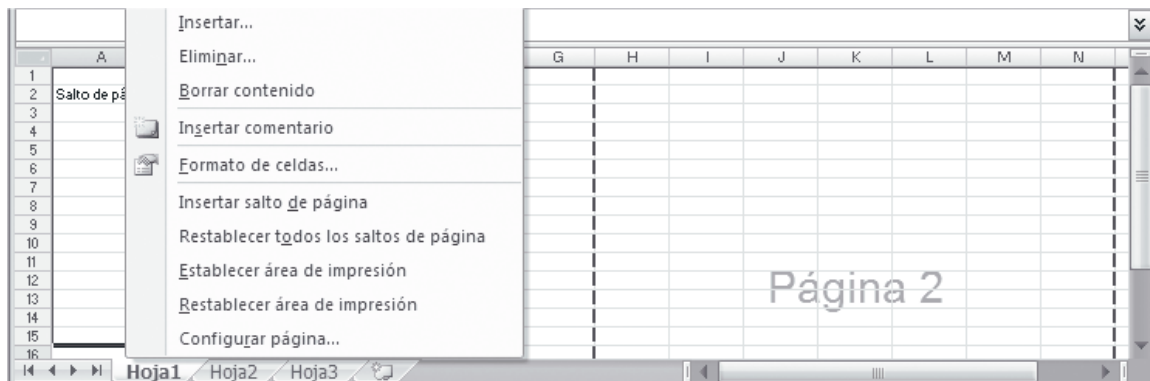 Insertar...
Eliminar...
Borrar contenido
Insertar comentario
Formato de celdas...
Insertar salto de página
Restablecer todos los saltos de página
Establecer área de impresión
Restablecer área de impresión
Configurar página...
A G H I J K L M N
1
2 Salto de pá
3
4
5
6
7
8
9
10
11
12
13
14
15
16
Página 2
Hoja1 Hoja2 Hoja3